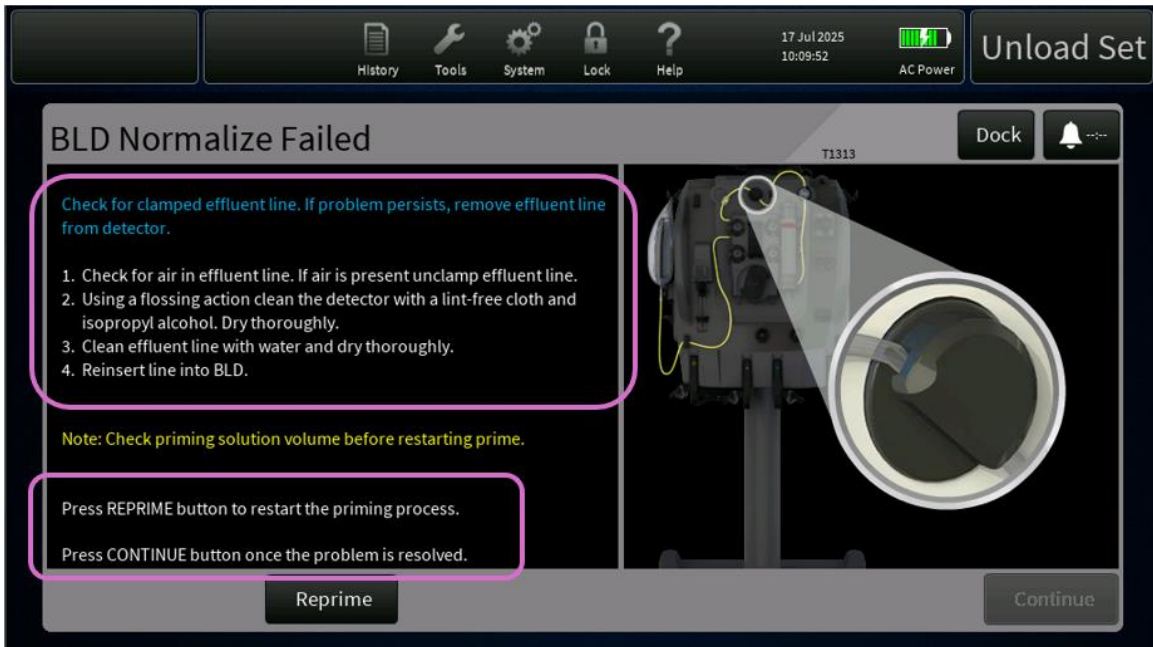 History
Tools
System
Lock
Help
17 Jul 2025
10:09:52
AC Power
Unload Set
BLD Normalize Failed
T1313
Dock
--:--
Check for clamped effluent line. If problem persists, remove effluent line
from detector.
1. Check for air in effluent line. If air is present unclamp effluent line.
2. Using a flossing action clean the detector with a lint-free cloth and
isopropyl alcohol. Dry thoroughly.
3. Clean effluent line with water and dry thoroughly.
4. Reinsert line into BLD.
Note: Check priming solution volume before restarting prime.
Press REPRIME button to restart the priming process.
Press CONTINUE button once the problem is resolved.
Reprime
Continue